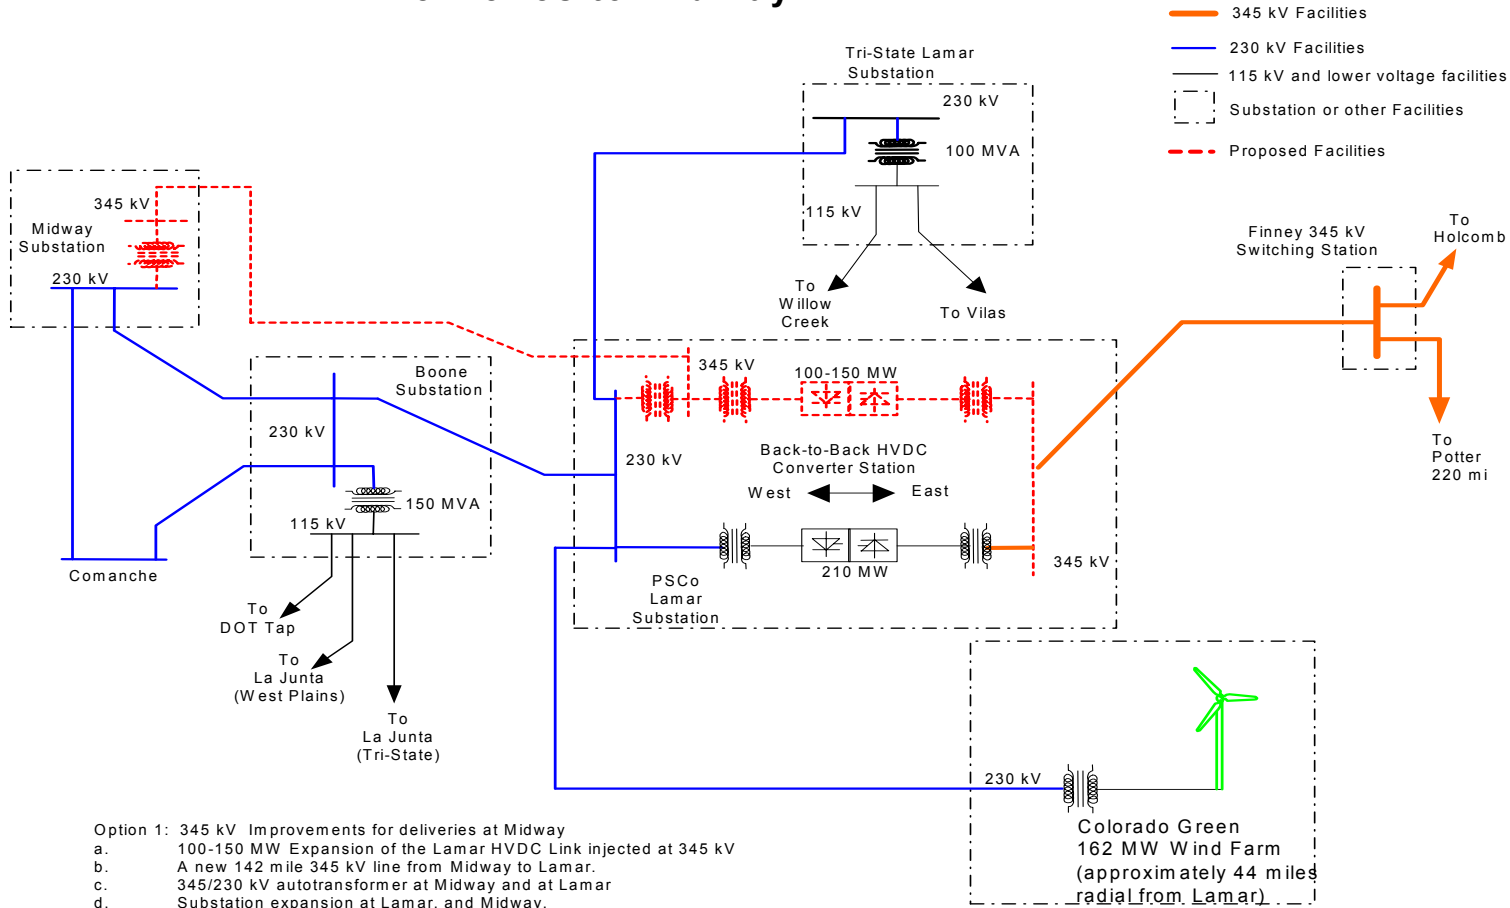 345 kV Facilities
230 kV Facilities
115 kV and lower voltage facilities
Substation or other Facilities
Proposed Facilities
Tri-State Lamar
Substation
230 kV
100 MVA
115 kV
To
Willow
Creek
To Vilas
345 kV
Midway
Substation
230 kV
Finney 345 kV
Switching Station
To
Holcomb
To
Potter
220 mi
Boone
Substation
230 kV
150 MVA
115 kV
Comanche
To
DOT Tap
To
La Junta
(West Plains)
To
La Junta
(Tri-State)
345 kV
100-150 MW
230 kV
Back-to-Back HVDC
Converter Station
West
East
210 MW
345 kV
PSCo
Lamar
Substation
230 kV
Colorado Green
162 MW Wind Farm
(approximately 44 miles
radial from Lamar)
Option 1: 345 kV Improvements for deliveries at Midway
a. 100-150 MW Expansion of the Lamar HVDC Link injected at 345 kV
b. A new 142 mile 345 kV line from Midway to Lamar.
c. 345/230 kV autotransformer at Midway and at Lamar
d. Substation expansion at Lamar, and Midway.